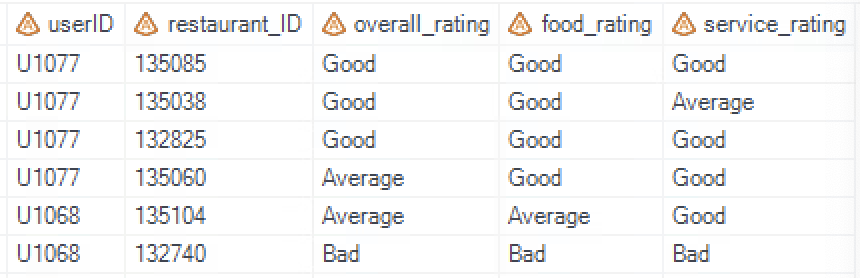 userID restaurant_ID overall_rating food_rating service_rating
U1077 135085 Good Good Good
U1077 135038 Good Good Average
U1077 132825 Good Good Good
U1077 135060 Average Good Good
U1068 135104 Average Average Good
U1068 132740 Bad Bad Bad